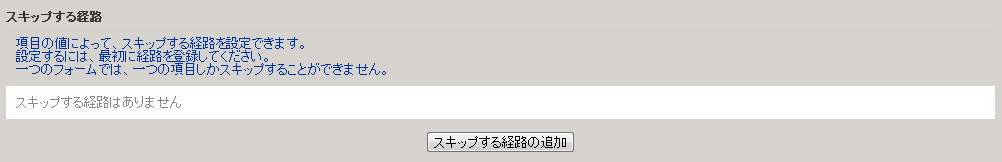 スキップする経路
項目の値によって、スキップする経路を設定できます。
設定するには、最初に経路を登録してください。
一つのフォームでは、一つの項目しかスキップすることができません。
スキップする経路はありません
スキップする経路の追加